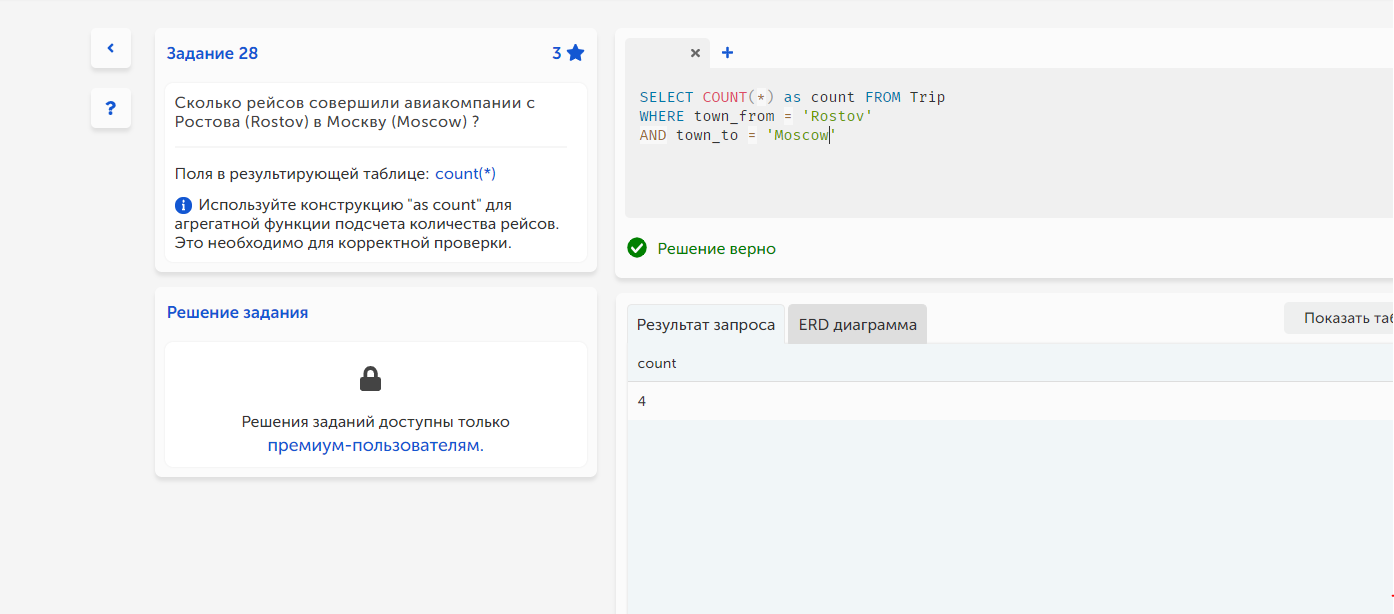 Задание 28
3
?
Сколько рейсов совершили авиакомпании с
Ростова (Rostov) в Москву (Moscow) ?
Поля в результирующей таблице: count(*)
Используйте конструкцию "as count" для
агрегатной функции подсчета количества рейсов.
Это необходимо для корректной проверки.
Решение задания
Решения заданий доступны только
премиум-пользователям.
SELECT COUNT(*) as count FROM Trip
WHERE town_from = 'Rostov'
AND town_to = 'Moscow'
Решение верно
Результат запроса
ERD диаграмма
Показать
count
4